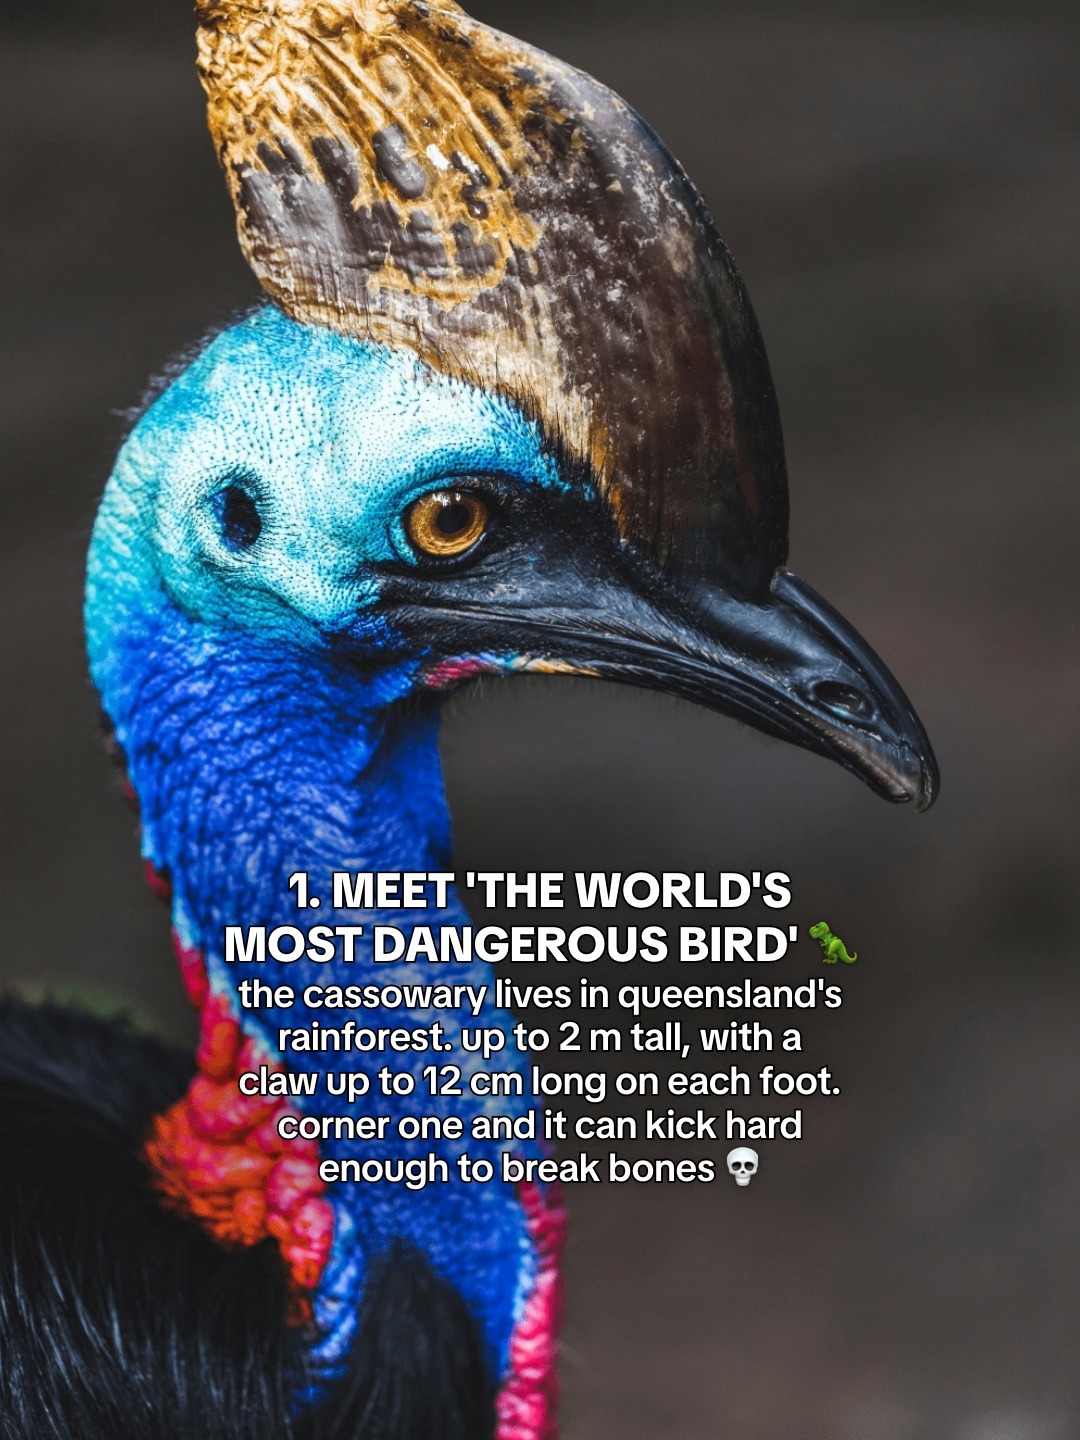 1. MEET 'THE WORLD'S
MOST DANGEROUS BIRD' 🦖
the cassowary lives in queensland's
rainforest. up to 2 m tall, with a
claw up to 12 cm long on each foot.
corner one and it can kick hard
enough to break bones 💀